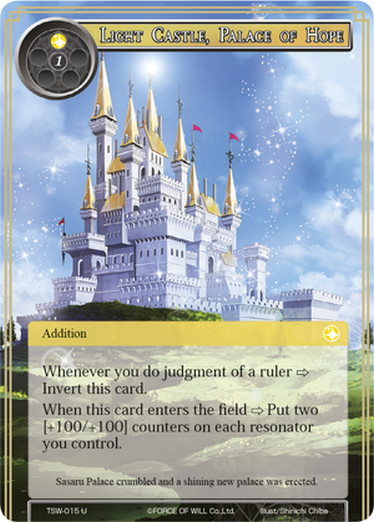 1
Light Castle, Palace of Hope
Addition
Whenever you do judgment of a ruler ⇨
Invert this card.
When this card enters the field ⇨ Put two
[+100/+100] counters on each resonator
you control.
Sasaru Palace crumbled and a shining new palace was erected.
TSW-015 U
©FORCE OF WILL Co.,Ltd.
Illust/Shinichi Chiba